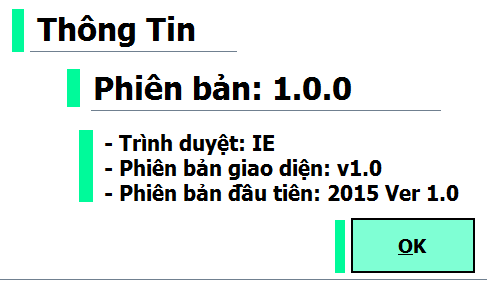 Thông Tin
Phiên bản: 1.0.0
- Trình duyệt: IE
- Phiên bản giao diện: v1.0
- Phiên bản đâu tiên: 2015 Ver 1.0
OK